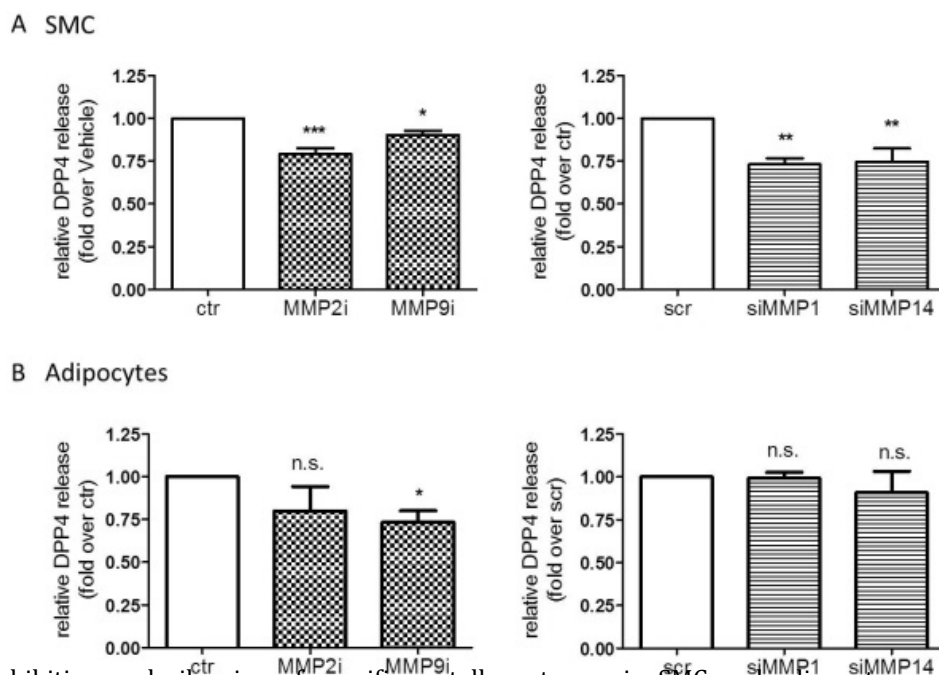 A SMC
relative DPP4 release
(fold over Vehicle)
1.25
1.00
0.75
0.50
0.25
0.00
***
*
ctr MMP2i MMP9i
relative DPP4 release
(fold over ctr)
1.25
1.00
0.75
0.50
0.25
0.00
**
**
scr siMMP1 siMMP14
B Adipocytes
relative DPP4 release
(fold over ctr)
1.25
1.00
0.75
0.50
0.25
0.00
n.s.
*
ctr MMP2i MMP9i
relative DPP4 release
(fold over scr)
1.25
1.00
0.75
0.50
0.25
0.00
n.s.
n.s.
scr siMMP1 siMMP14